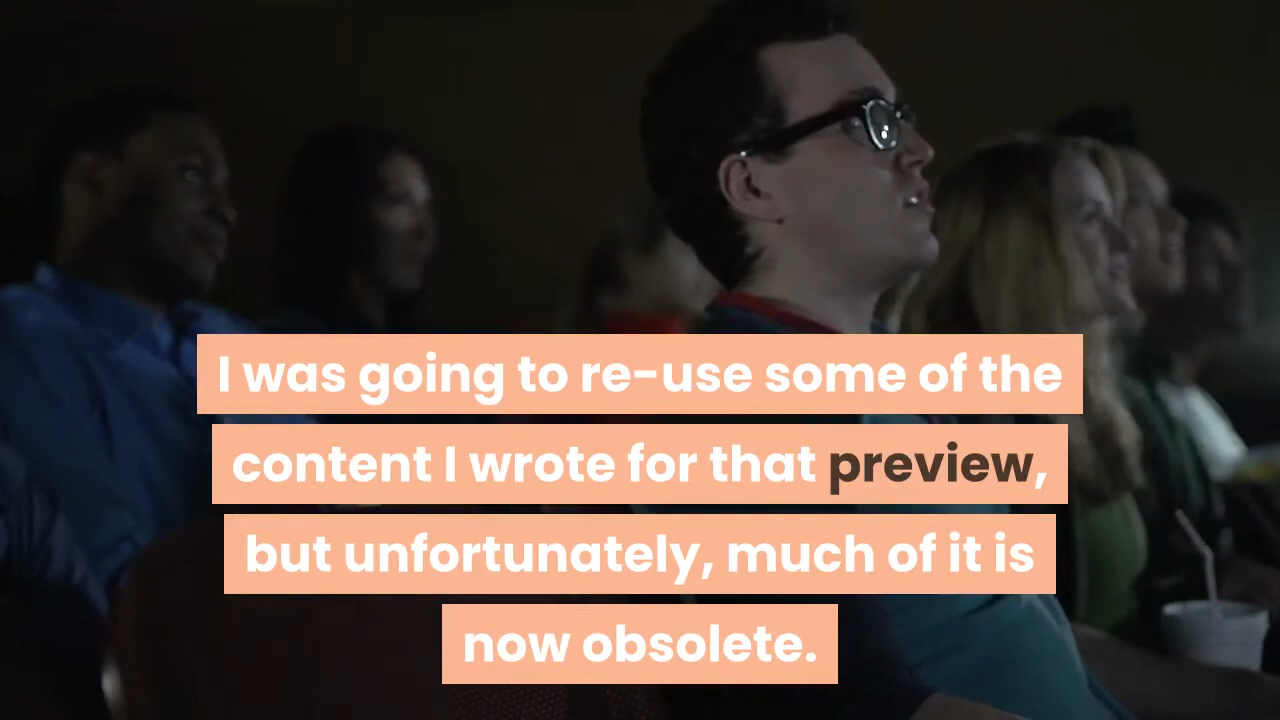 I was going to re-use some of the
content I wrote for that preview,
but unfortunately, much of it is
now obsolete.